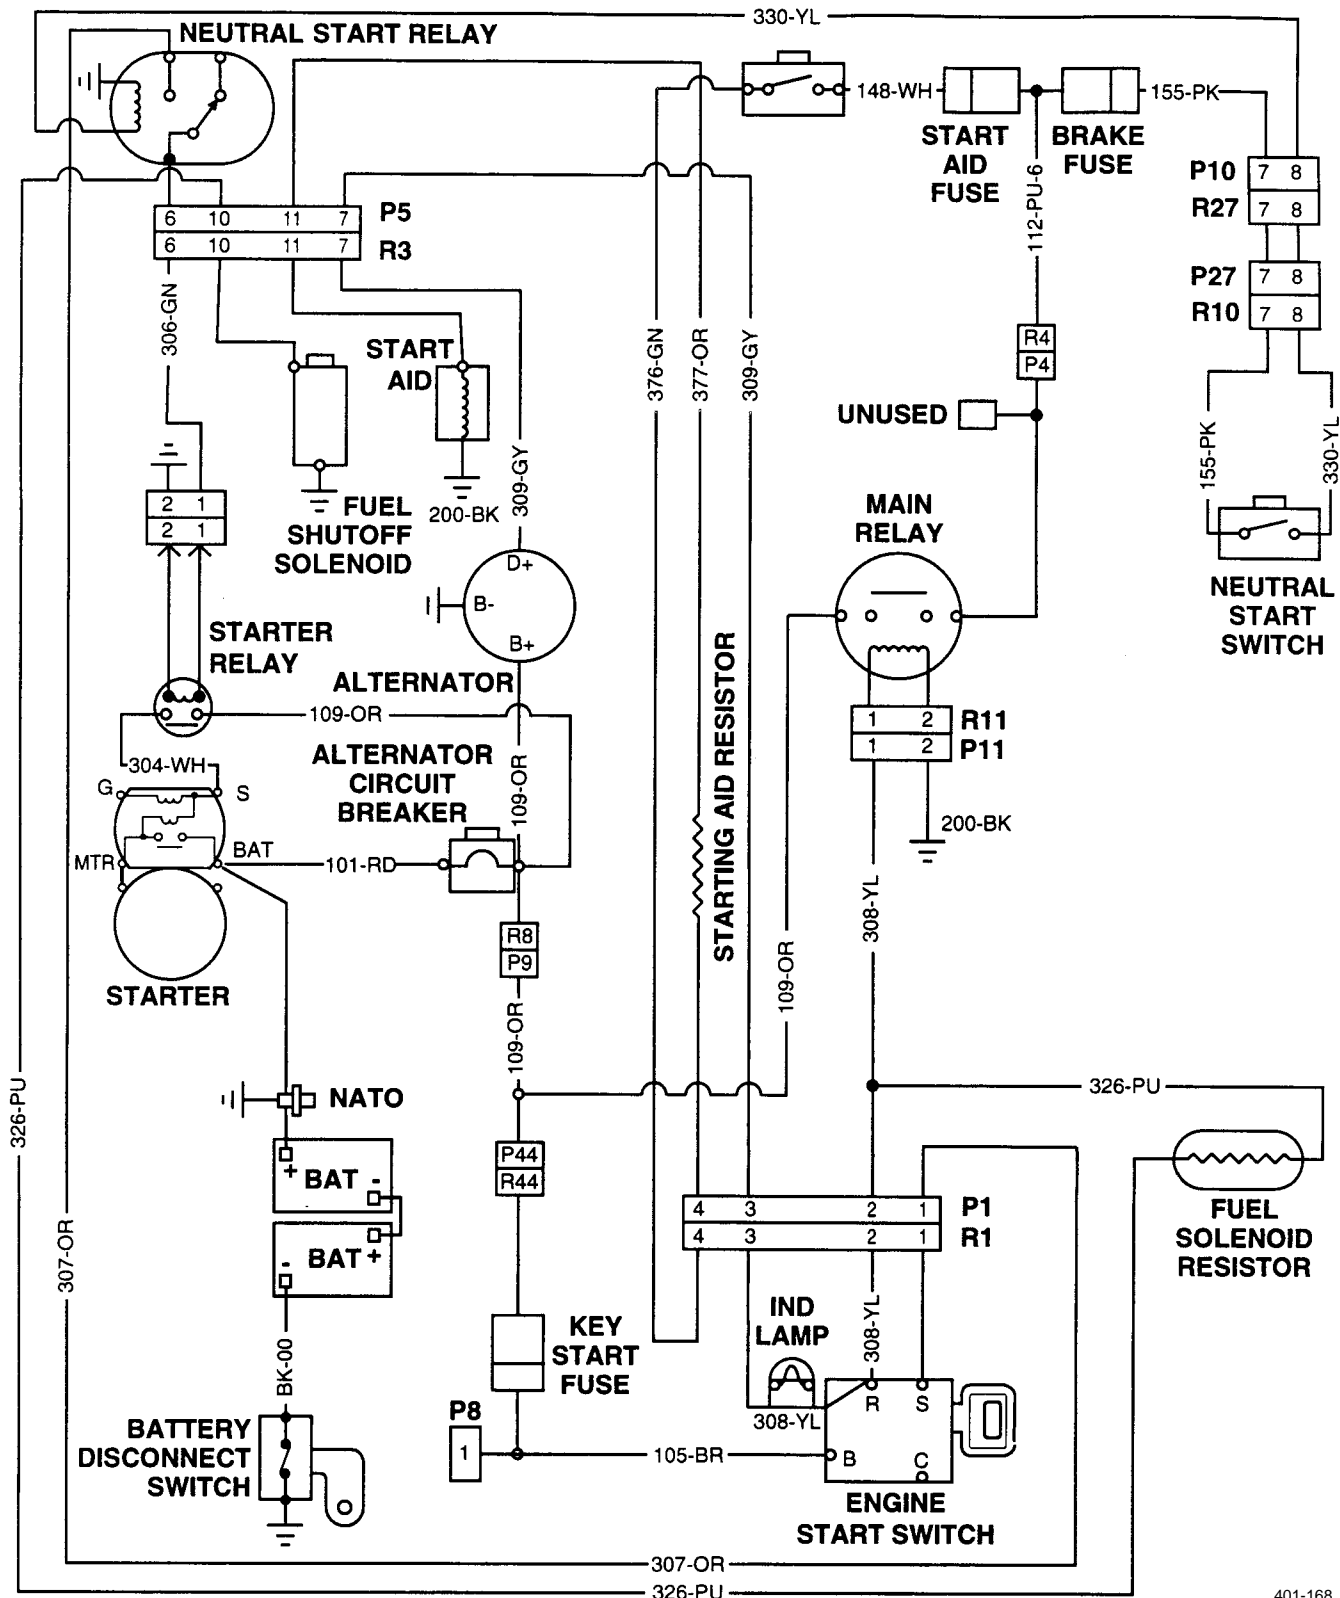 330-YL
NEUTRAL START RELAY
148-WH
155-PK
START
AID
FUSE
BRAKE
FUSE
112-PU-6
P10
7 8
R27
7 8
P27
7 8
R10
7 8
6 10 11 7
P5
6 10 11 7
R3
306-GN
START
AID
376-GN
377-OR
309-GY
R4
P4
UNUSED
155-PK
330-YL
309-GY
2 1
2 1
FUEL
SHUTOFF
SOLENOID
200-BK
MAIN
RELAY
D+
B-
B+
NEUTRAL
START
SWITCH
STARTER
RELAY
ALTERNATOR
109-OR
STARTING AID RESISTOR
1 2
R11
1 2
P11
304-WH
ALTERNATOR
CIRCUIT
BREAKER
109-OR
G
S
200-BK
MTR
BAT
101-RD
308-YL
R8
P9
STARTER
109-OR
109-OR
326-PU
NATO
326-PU
+
BAT
-
P44
R44
307-OR
BAT
+
-
4 3 2 1
P1
4 3 2 1
R1
FUEL
SOLENOID
RESISTOR
BK-00
KEY
START
FUSE
IND
LAMP
308-YL
308-YL
R
S
P8
1
105-BR
B
C
BATTERY
DISCONNECT
SWITCH
ENGINE
START SWITCH
307-OR
326-PU
401-168